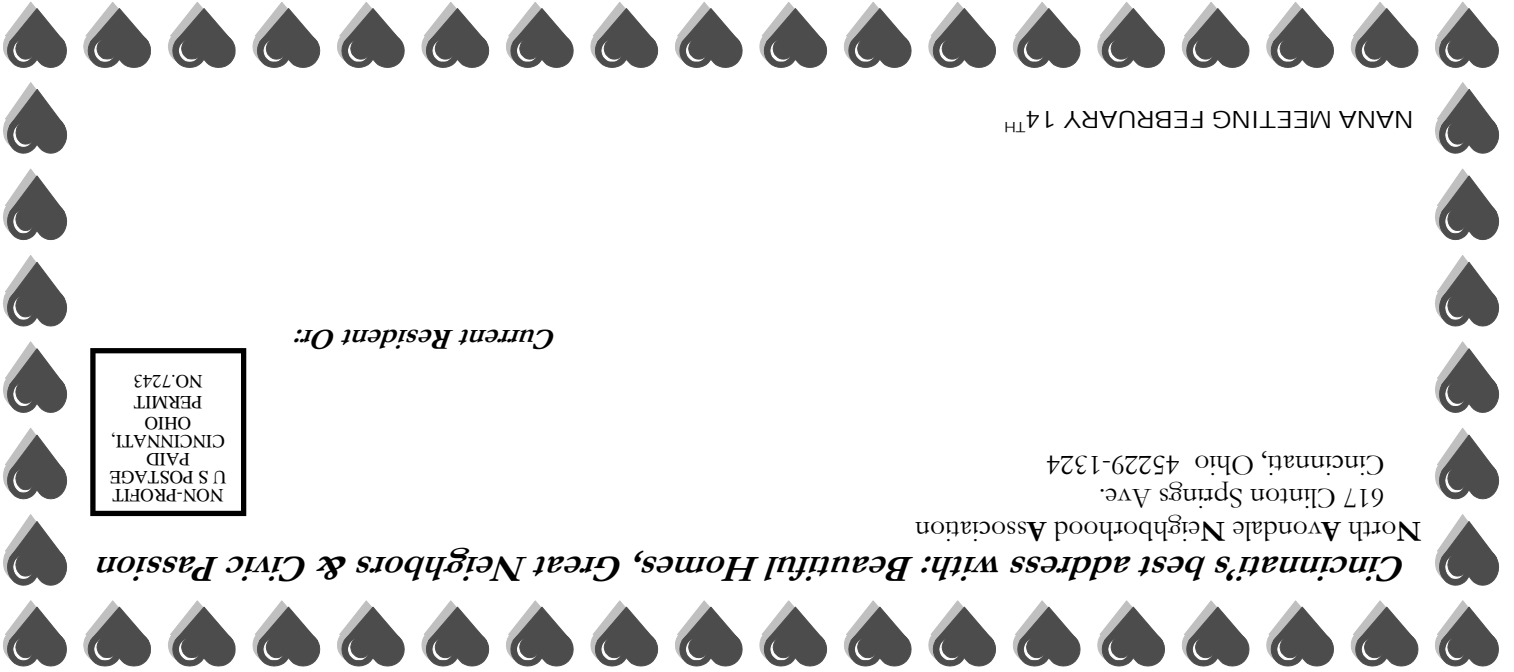 Cincinnati’s best address with: Beautiful Homes, Great Neighbors & Civic Passion
North Avondale Neighborhood Association
617 Clinton Springs Ave.
Cincinnati, Ohio  45229-1324
NON-PROFIT
U S POSTAGE
PAID
CINCINNATI,
OHIO
PERMIT
NO.7243
Current Resident Or:
NANA MEETING FEBRUARY 14TH